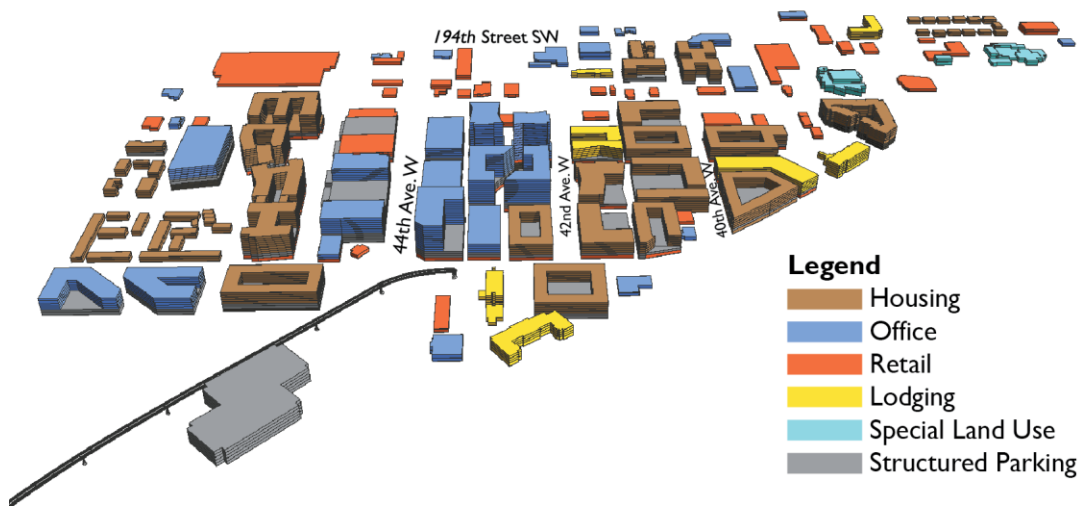 194th Street SW
44th Ave. W
42nd Ave. W
40th Ave. W
Legend
Housing
Office
Retail
Lodging
Special Land Use
Structured Parking